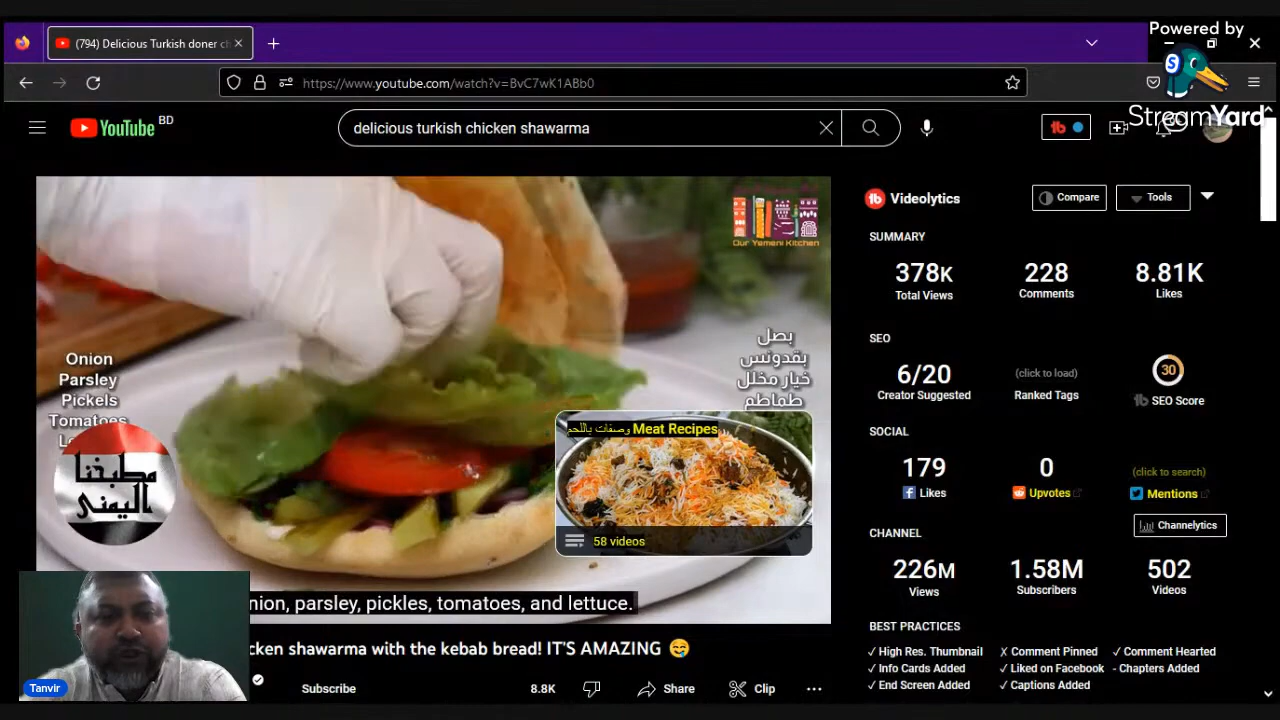 (794) Delicious Turkish doner ch
Powered by
StreamYard
https://www.youtube.com/watch?v=BvC7wK1ABb0
YouTube BD
delicious turkish chicken shawarma
tb
Our Yemeni Kitchen
Onion
Parsley
Pickels
Tomatoes
بصل
بقدونس
خيار مخلل
طماطم
وصفات باللحم Meat Recipes
58 videos
مطبخنا
اليمني
nion, parsley, pickles, tomatoes, and lettuce.
Tanvir
cken shawarma with the kebab bread! IT'S AMAZING
Subscribe
8.8K
Share
Clip
tb Videolytics
Compare
Tools
SUMMARY
378K
228
8.81K
Total Views
Comments
Likes
SEO
6/20
(click to load)
30
Creator Suggested
Ranked Tags
tb SEO Score
SOCIAL
179
0
(click to search)
Likes
Upvotes
Mentions
Channelytics
CHANNEL
226M
1.58M
502
Views
Subscribers
Videos
BEST PRACTICES
✓ High Res. Thumbnail
✗ Comment Pinned
✓ Comment Hearted
✓ Info Cards Added
✓ Liked on Facebook
- Chapters Added
✓ End Screen Added
✓ Captions Added